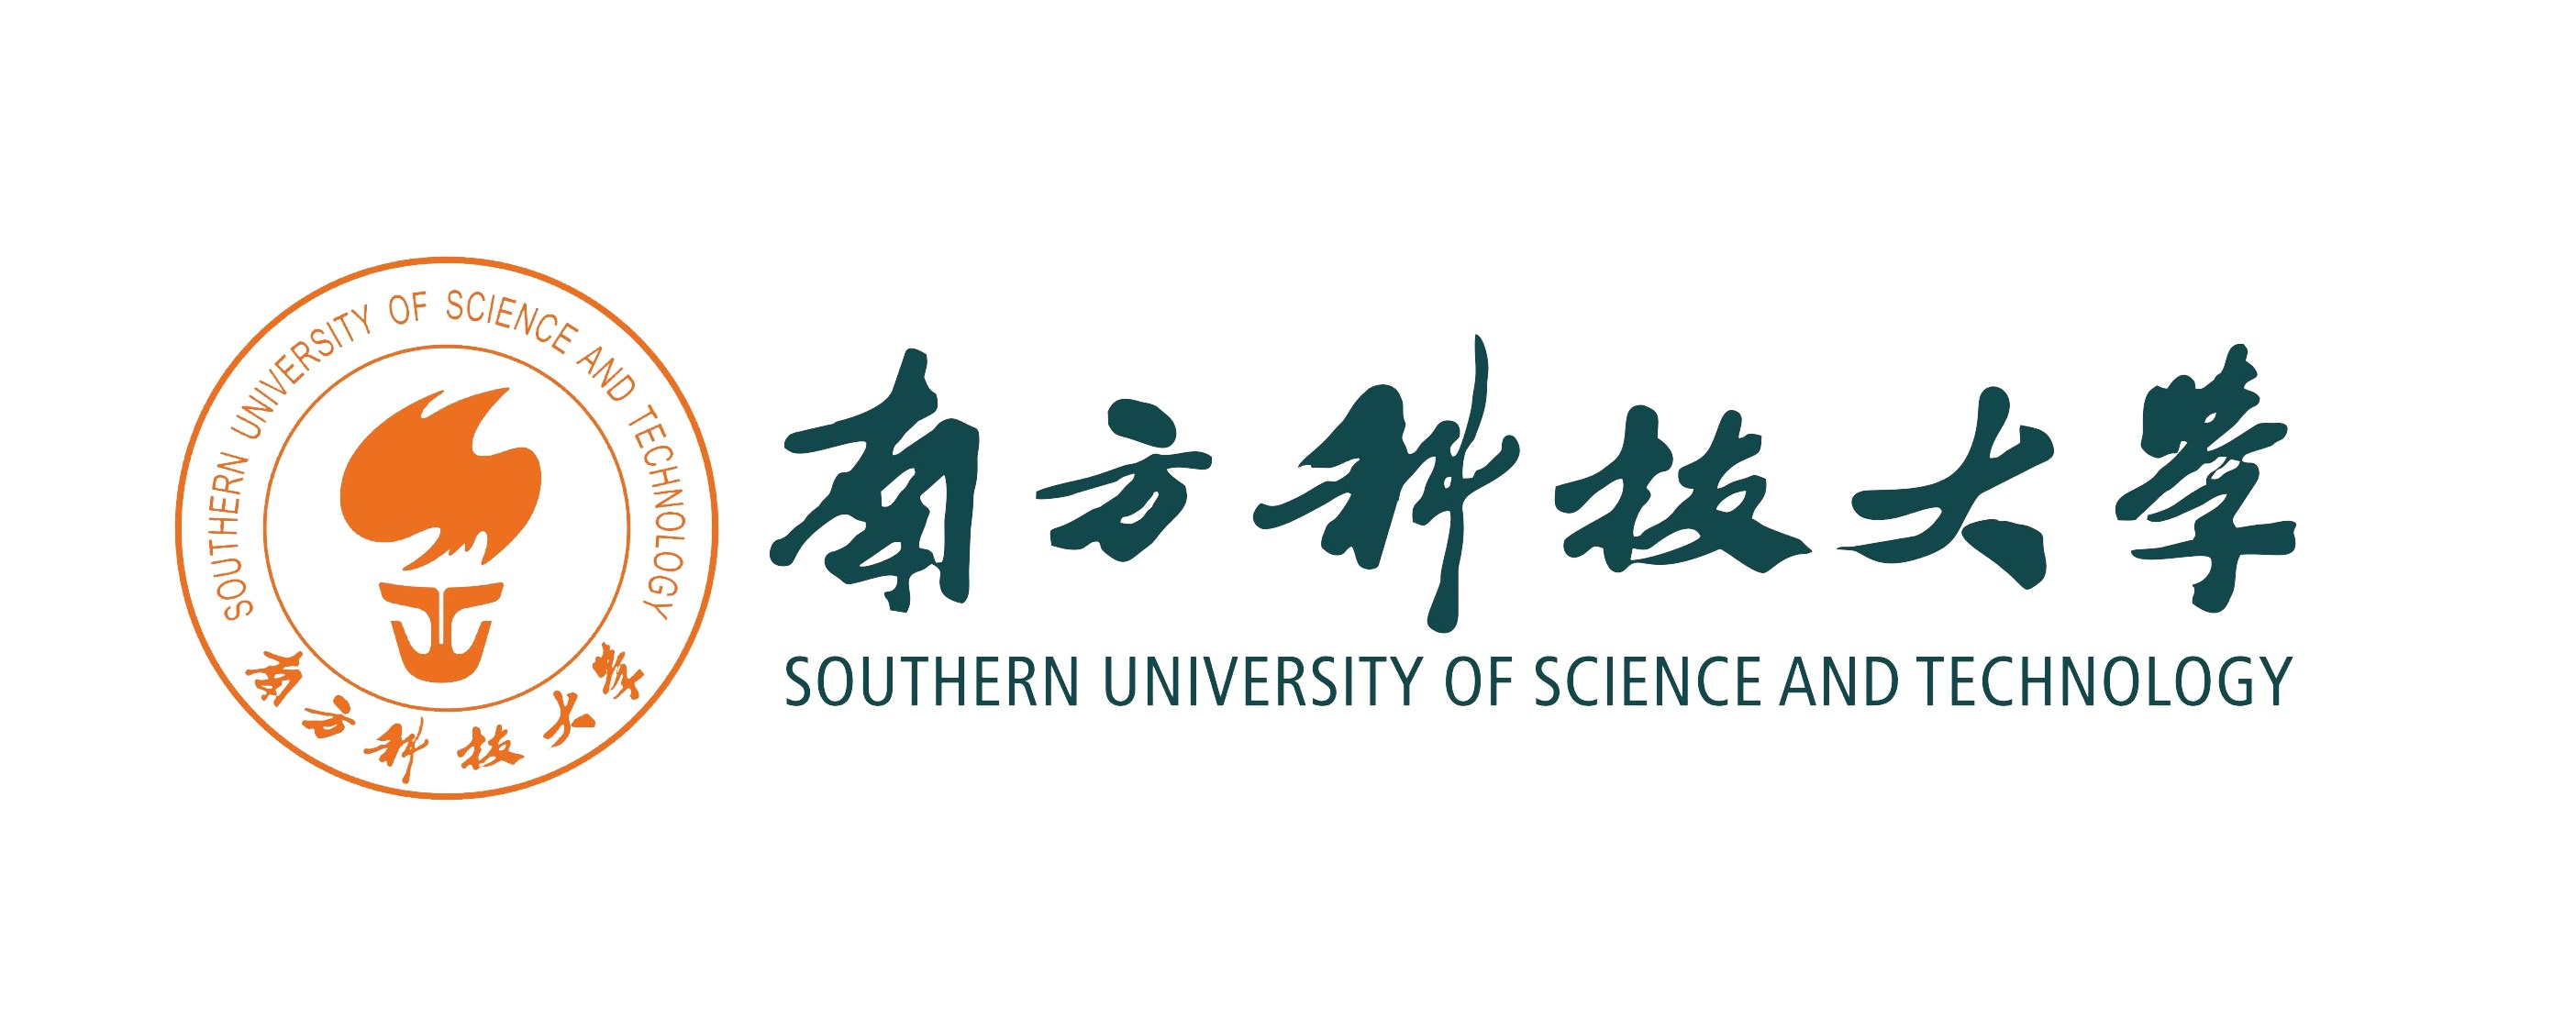 SOUTHERN UNIVERSITY OF SCIENCE AND TECHNOLOGY
南方科技大学
南方科技大学
SOUTHERN UNIVERSITY OF SCIENCE AND TECHNOLOGY